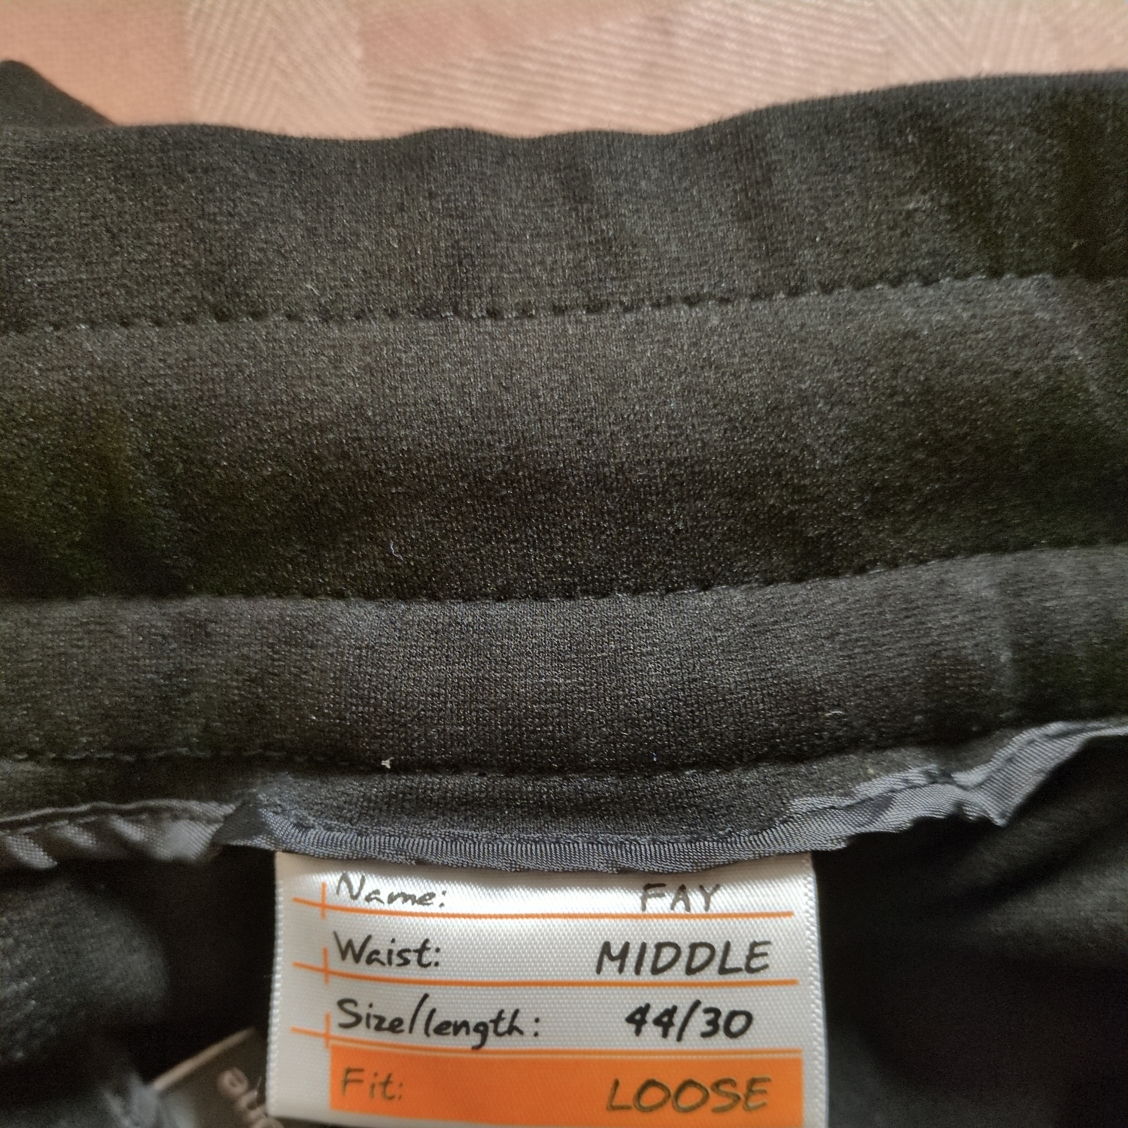 Name: FAY
Waist: MIDDLE
Size/length: 44/30
Fit: LOOSE